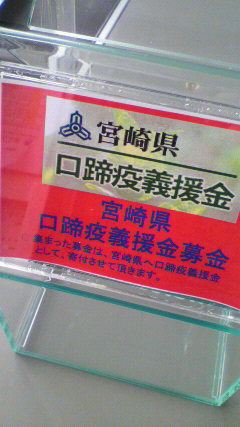 宮崎県
口蹄疫義援金
宮崎県
口蹄疫義援金募金
集まった募金は、宮崎県へ口蹄疫義援金
として、寄付させて頂きます。